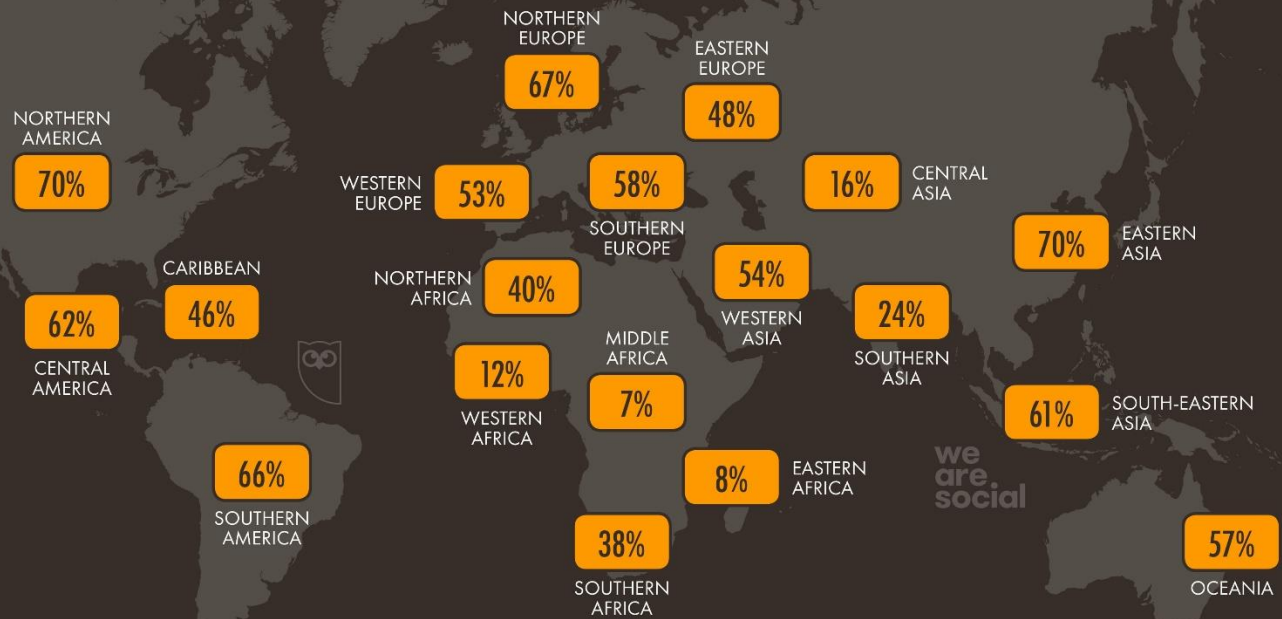 NORTHERN
EUROPE
67%
EASTERN
EUROPE
48%
NORTHERN
AMERICA
70%
WESTERN
EUROPE
53%
58%
SOUTHERN
EUROPE
16%
CENTRAL
ASIA
70%
EASTERN
ASIA
CARIBBEAN
46%
62%
CENTRAL
AMERICA
NORTHERN
AFRICA
40%
54%
WESTERN
ASIA
24%
SOUTHERN
ASIA
12%
WESTERN
AFRICA
MIDDLE
AFRICA
7%
61%
SOUTH-EASTERN
ASIA
66%
SOUTHERN
AMERICA
8%
EASTERN
AFRICA
we
are
social
38%
SOUTHERN
AFRICA
57%
OCEANIA